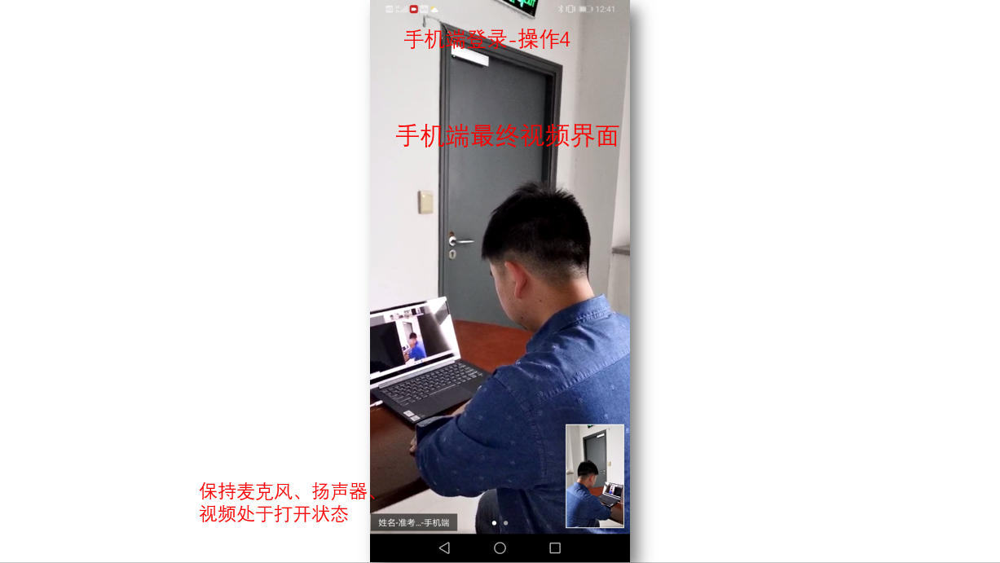 12:41
手机端登录-操作4
手机端最终视频界面
保持麦克风、扬声器、
视频处于打开状态
姓名-准考...-手机端